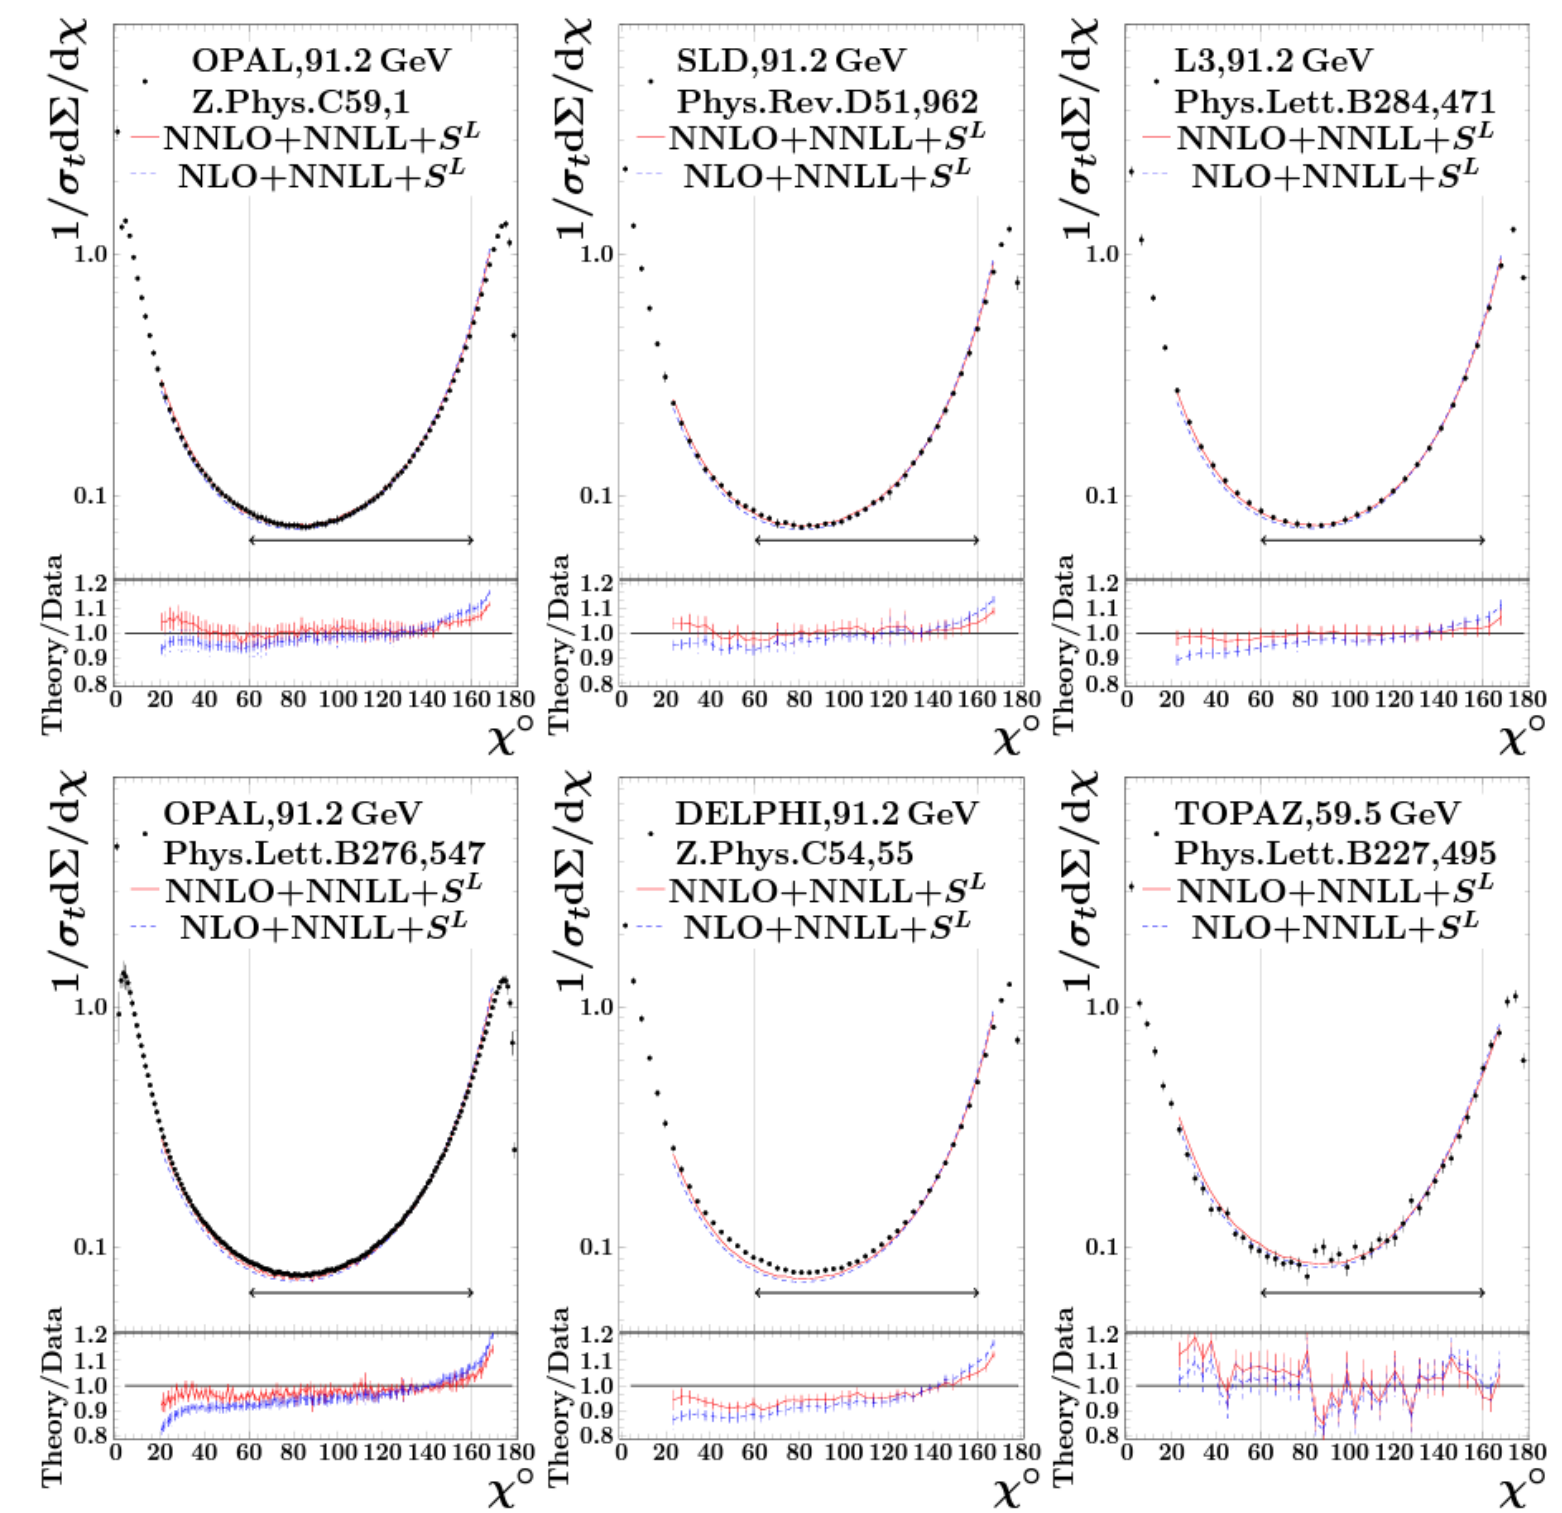 1/σₜdΣ/dχ
OPAL,91.2 GeV
Z.Phys.C59,1
NNLO+NNLL+Sᴸ
NLO+NNLL+Sᴸ
1.0
0.1
Theory/Data
1.2
1.1
1.0
0.9
0.8
0 20 40 60 80 100 120 140 160 180
χ°
1/σₜdΣ/dχ
SLD,91.2 GeV
Phys.Rev.D51,962
NNLO+NNLL+Sᴸ
NLO+NNLL+Sᴸ
1.0
0.1
Theory/Data
1.2
1.1
1.0
0.9
0.8
0 20 40 60 80 100 120 140 160 180
χ°
1/σₜdΣ/dχ
L3,91.2 GeV
Phys.Lett.B284,471
NNLO+NNLL+Sᴸ
NLO+NNLL+Sᴸ
1.0
0.1
Theory/Data
1.2
1.1
1.0
0.9
0.8
0 20 40 60 80 100 120 140 160 180
χ°
1/σₜdΣ/dχ
OPAL,91.2 GeV
Phys.Lett.B276,547
NNLO+NNLL+Sᴸ
NLO+NNLL+Sᴸ
1.0
0.1
Theory/Data
1.2
1.1
1.0
0.9
0.8
0 20 40 60 80 100 120 140 160 180
χ°
1/σₜdΣ/dχ
DELPHI,91.2 GeV
Z.Phys.C54,55
NNLO+NNLL+Sᴸ
NLO+NNLL+Sᴸ
1.0
0.1
Theory/Data
1.2
1.1
1.0
0.9
0.8
0 20 40 60 80 100 120 140 160 180
χ°
1/σₜdΣ/dχ
TOPAZ,59.5 GeV
Phys.Lett.B227,495
NNLO+NNLL+Sᴸ
NLO+NNLL+Sᴸ
1.0
0.1
Theory/Data
1.2
1.1
1.0
0.9
0.8
0 20 40 60 80 100 120 140 160 180
χ°